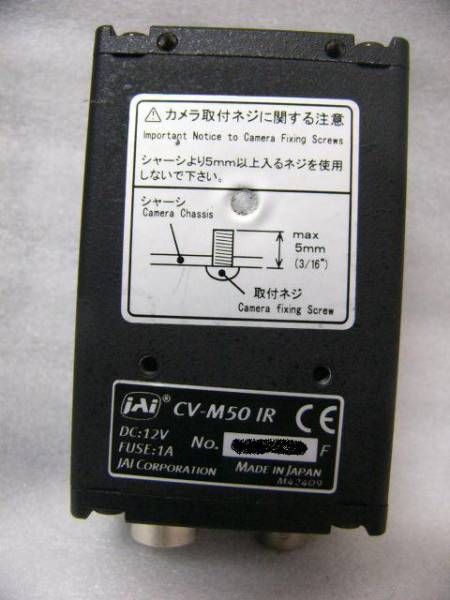 ⚠ カメラ取付ネジに関する注意
Important Notice to Camera Fixing Screws
シャーシより5mm以上入るネジを使用
しないで下さい。
シャーシ
Camera Chassis
max
5mm
(3/16")
取付ネジ
Camera fixing Screw
JAI ® CV-M50 IR CE
DC:12V
No. F
FUSE:1A
JAI CORPORATION MADE IN JAPAN
M42409